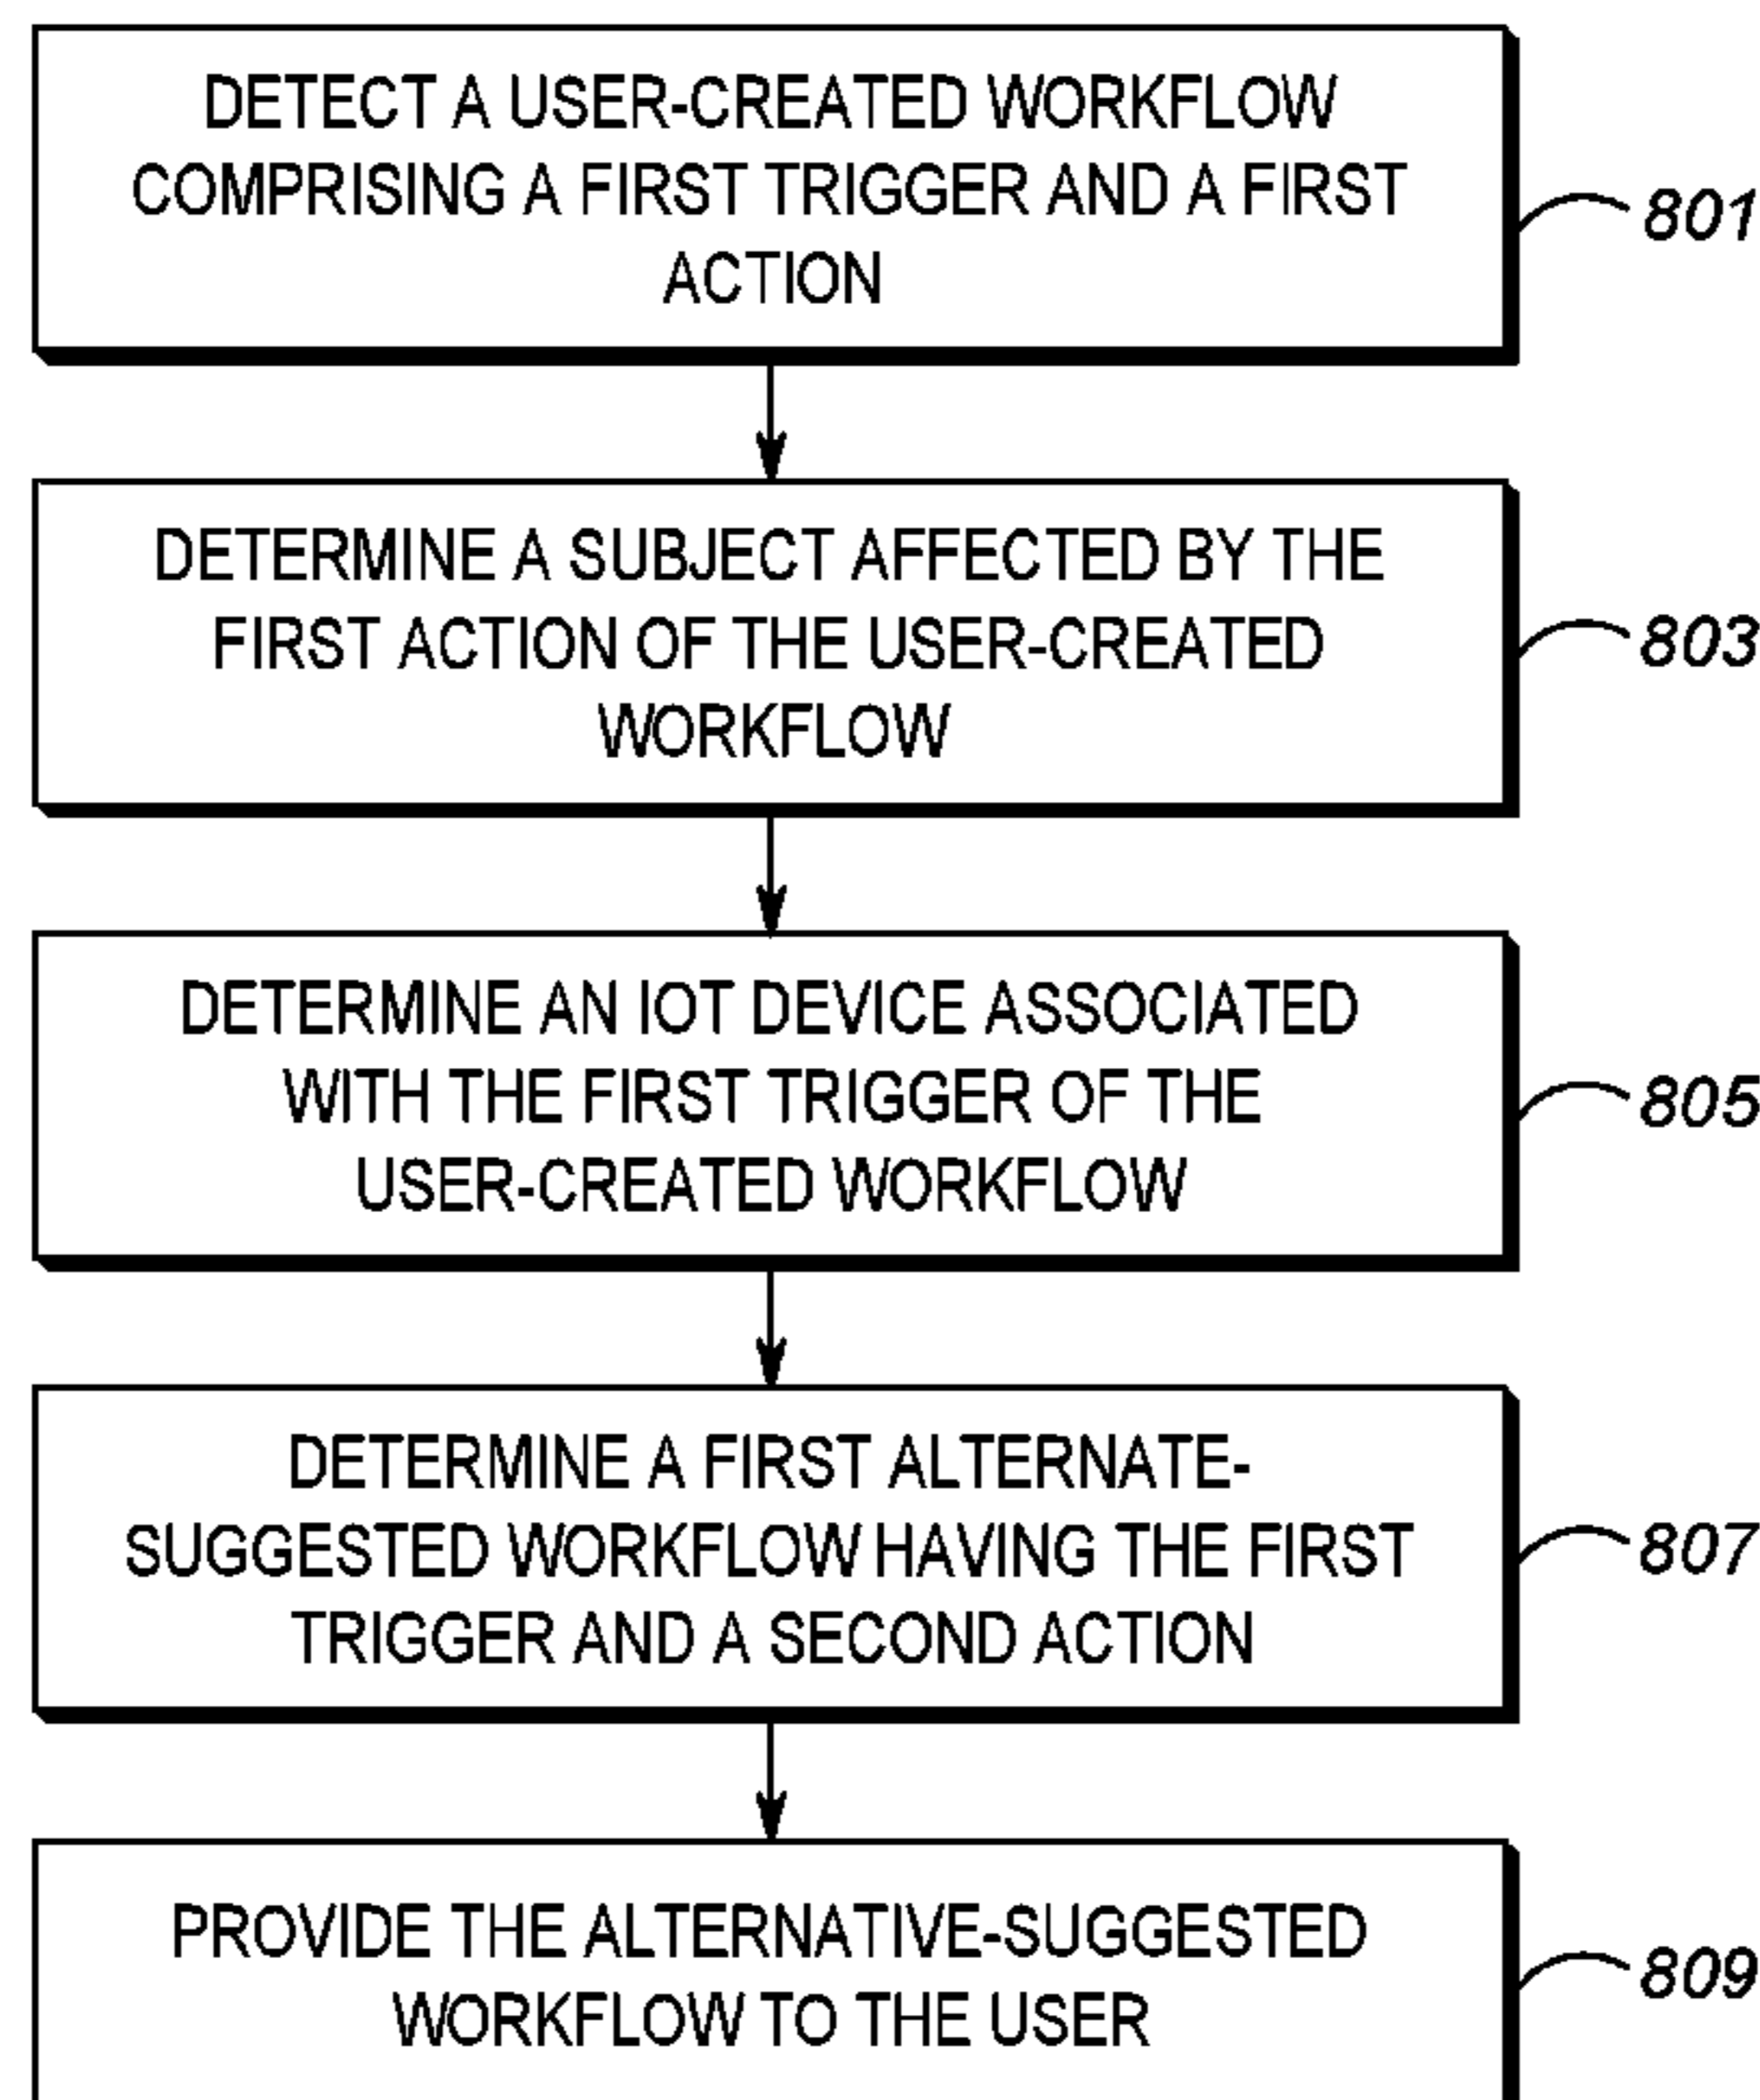 DETECT A USER-CREATED WORKFLOW
COMPRISING A FIRST TRIGGER AND A FIRST
ACTION
801
DETERMINE A SUBJECT AFFECTED BY THE
FIRST ACTION OF THE USER-CREATED
WORKFLOW
803
DETERMINE AN IOT DEVICE ASSOCIATED
WITH THE FIRST TRIGGER OF THE
USER-CREATED WORKFLOW
805
DETERMINE A FIRST ALTERNATE-
SUGGESTED WORKFLOW HAVING THE FIRST
TRIGGER AND A SECOND ACTION
807
PROVIDE THE ALTERNATIVE-SUGGESTED
WORKFLOW TO THE USER
809